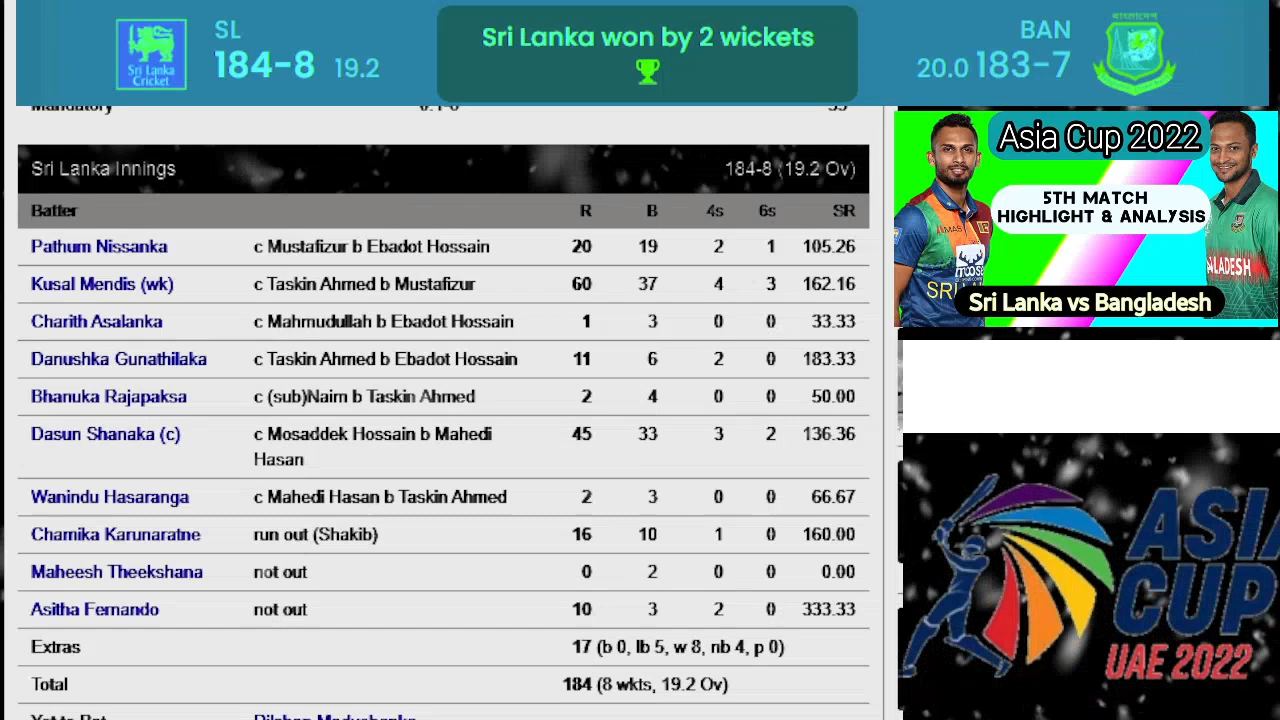 SL
184-8 19.2
Sri Lanka won by 2 wickets
BAN
20.0 183-7
Sri Lanka
Cricket
Mandatory
Sri Lanka Innings 184-8 (19.2 Ov)
Batter R B 4s 6s SR
Pathum Nissanka c Mustafizur b Ebadot Hossain 20 19 2 1 105.26
Kusal Mendis (wk) c Taskin Ahmed b Mustafizur 60 37 4 3 162.16
Charith Asalanka c Mahmudullah b Ebadot Hossain 1 3 0 0 33.33
Danushka Gunathilaka c Taskin Ahmed b Ebadot Hossain 11 6 2 0 183.33
Bhanuka Rajapaksa c (sub)Naim b Taskin Ahmed 2 4 0 0 50.00
Dasun Shanaka (c) c Mosaddek Hossain b Mahedi 45 33 3 2 136.36
Hasan
Wanindu Hasaranga c Mahedi Hasan b Taskin Ahmed 2 3 0 0 66.67
Chamika Karunaratne run out (Shakib) 16 10 1 0 160.00
Maheesh Theekshana not out 0 2 0 0 0.00
Asitha Fernando not out 10 3 2 0 333.33
Extras 17 (b 0, lb 5, w 8, nb 4, p 0)
Total 184 (8 wkts, 19.2 Ov)
Yet to Bat Dilshan Madushanka
Asia Cup 2022
5TH MATCH
HIGHLIGHT & ANALYSIS
Sri Lanka vs Bangladesh
ASIA
CUP
UAE 2022